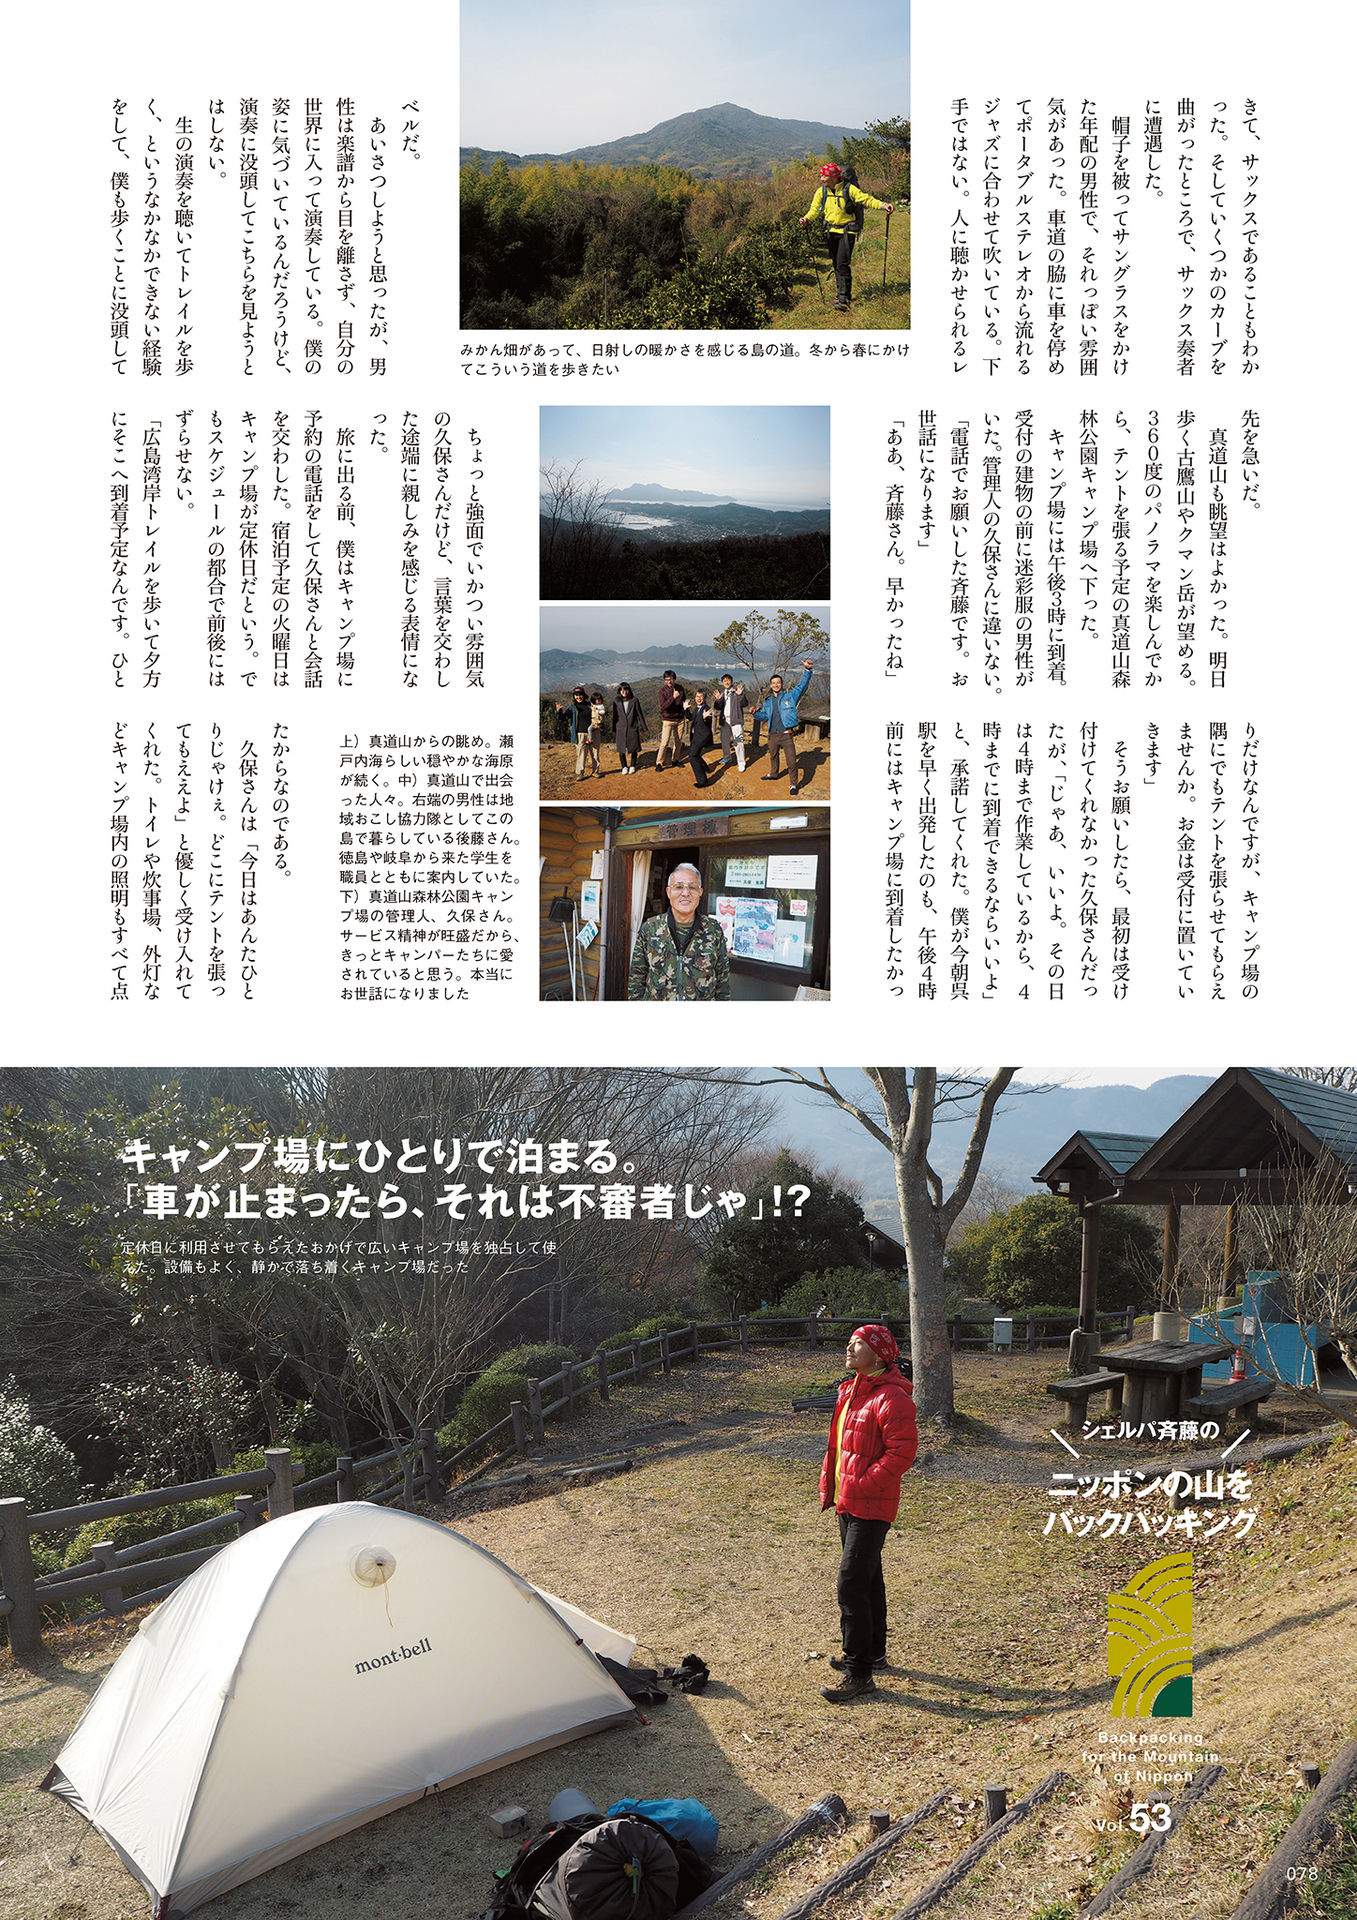 きて、サックスであることもわか
った。そしていくつかのカーブを
曲がったところで、サックス奏者
に遭遇した。
帽子を被ってサングラスをかけ
た年配の男性で、それっぽい雰囲
気があった。車道の脇に車を停め
てポータブルステレオから流れる
ジャズに合わせて吹いている。下
手ではない。人に聴かせられるレ
ベルだ。
あいさつしようと思ったが、男
性は楽譜から目を離さず、自分の
世界に入って演奏している。僕の
姿に気づいているんだろうけど、
演奏に没頭してこちらを見ようと
はしない。
生の演奏を聴いてトレイルを歩
く、というなかなかできない経験
をして、僕も歩くことに没頭して
みかん畑があって、日射しの暖かさを感じる島の道。冬から春にかけ
てこういう道を歩きたい
先を急いだ。
真道山も眺望はよかった。明日
歩く古鷹山やクマン岳が望める。
360度のパノラマを楽しんでか
ら、テントを張る予定の真道山森
林公園キャンプ場へ下った。
キャンプ場には午後3時に到着。
受付の建物の前に迷彩服の男性が
いた。管理人の久保さんに違いない。
「電話でお願いした斉藤です。お
世話になります」
「ああ、斉藤さん。早かったね」
ちょっと強面でいかつい雰囲気
の久保さんだけど、言葉を交わし
た途端に親しみを感じる表情にな
った。
旅に出る前、僕はキャンプ場に
予約の電話をして久保さんと会話
を交わした。宿泊予定の火曜日は
キャンプ場が定休日だという。で
もスケジュールの都合で前後には
ずらせない。
「広島湾岸トレイルを歩いて夕方
にそこへ到着予定なんです。ひと
りだけなんですが、キャンプ場の
隅にでもテントを張らせてもらえ
ませんか。お金は受付に置いてい
きます」
そうお願いしたら、最初は受け
付けてくれなかった久保さんだっ
たが、「じゃあ、いいよ。その日
は4時まで作業しているから、4
時までに到着できるならいいよ」
と、承諾してくれた。僕が今朝呉
駅を早く出発したのも、午後4時
前にはキャンプ場に到着したかっ
たからなのである。
久保さんは「今日はあんたひと
りじゃけぇ。どこにテントを張っ
てもええよ」と優しく受け入れて
くれた。トイレや炊事場、外灯な
どキャンプ場内の照明もすべて点
上）真道山からの眺め。瀬
戸内海らしい穏やかな海原
が続く。中）真道山で出会
った人々。右端の男性は地
域おこし協力隊としてこの
島で暮らしている後藤さん。
徳島や岐阜から来た学生を
職員とともに案内していた。
下）真道山森林公園キャン
プ場の管理人、久保さん。
サービス精神が旺盛だから、
きっとキャンパーたちに愛
されていると思う。本当に
お世話になりました
管理棟
キャンプ場にひとりで泊まる。
「車が止まったら、それは不審者じゃ」!?
定休日に利用させてもらえたおかげで広いキャンプ場を独占して使
えた。設備もよく、静かで落ち着くキャンプ場だった
mont-bell
シェルパ斉藤の
ニッポンの山を
バックパッキング
Backpacking
for the Mountain
of Nippon
Vol.53
078